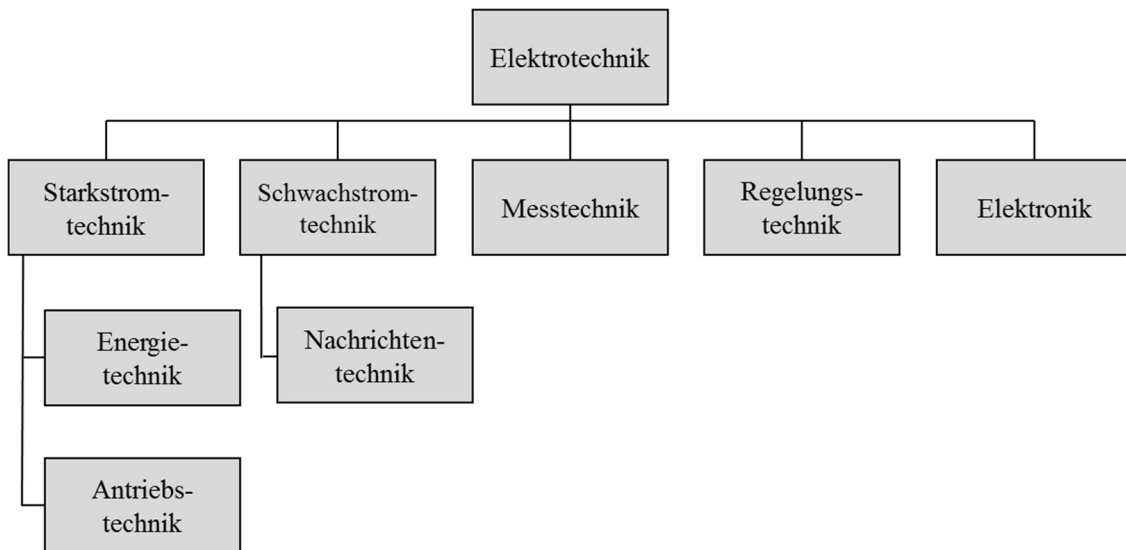 Elektrotechnik
Starkstrom-
technik
Schwachstrom-
technik
Messtechnik
Regelungs-
technik
Elektronik
Energie-
technik
Nachrichten-
technik
Antriebs-
technik